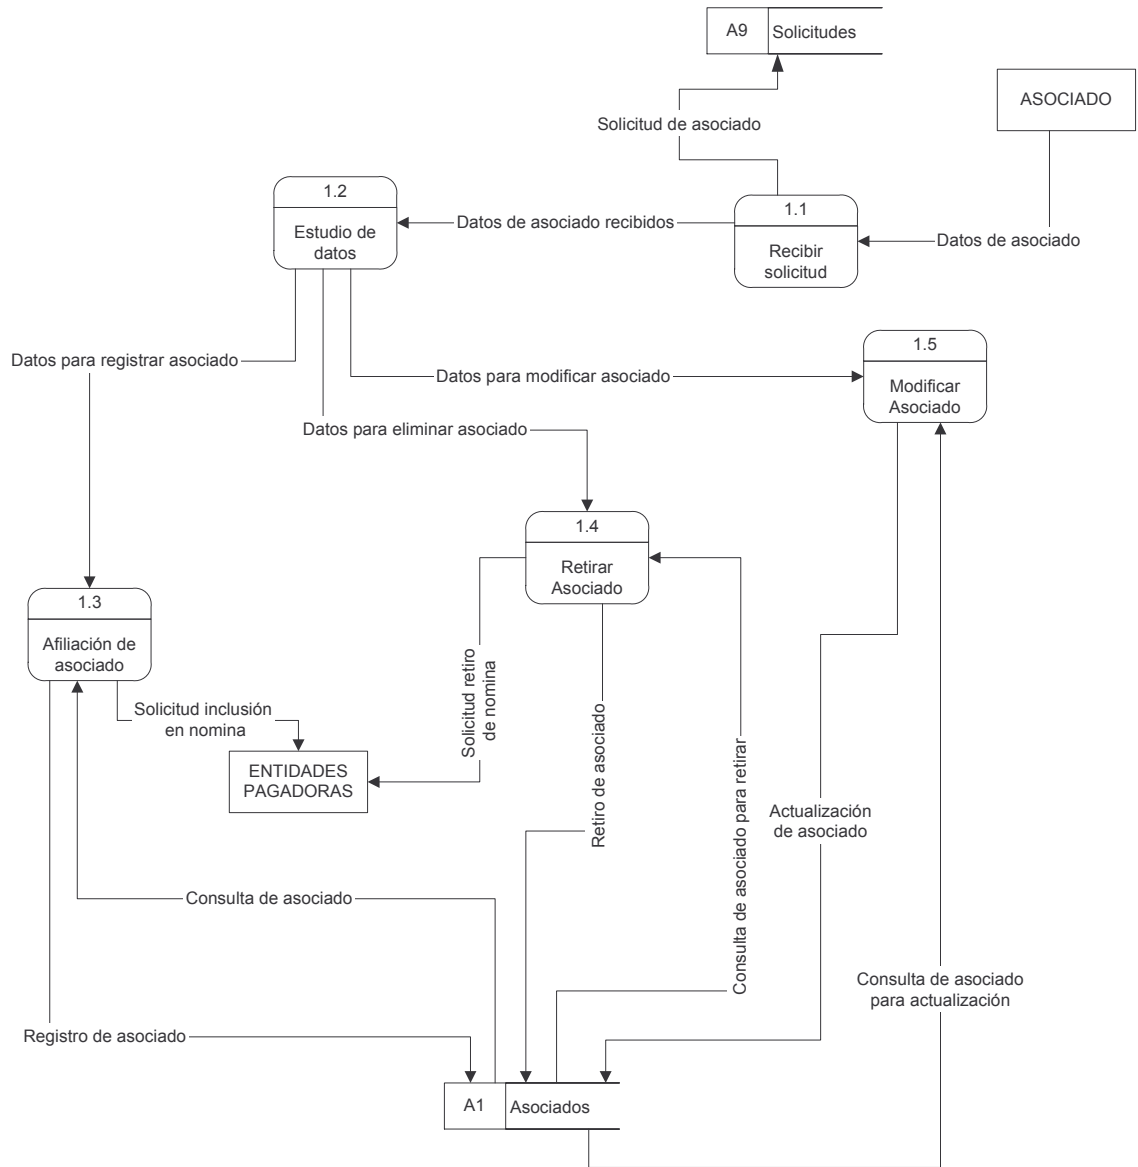 A9
Solicitudes
ASOCIADO
Solicitud de asociado
1.2
Estudio de
datos
Datos de asociado recibidos
1.1
Recibir
solicitud
Datos de asociado
Datos para registrar asociado
Datos para modificar asociado
1.5
Modificar
Asociado
Datos para eliminar asociado
1.4
Retirar
Asociado
1.3
Afiliación de
asociado
Solicitud inclusión
en nomina
Solicitud retiro
de nomina
ENTIDADES
PAGADORAS
Retiro de asociado
Consulta de asociado para retirar
Actualización
de asociado
Consulta de asociado
Consulta de asociado
para actualización
Registro de asociado
A1
Asociados